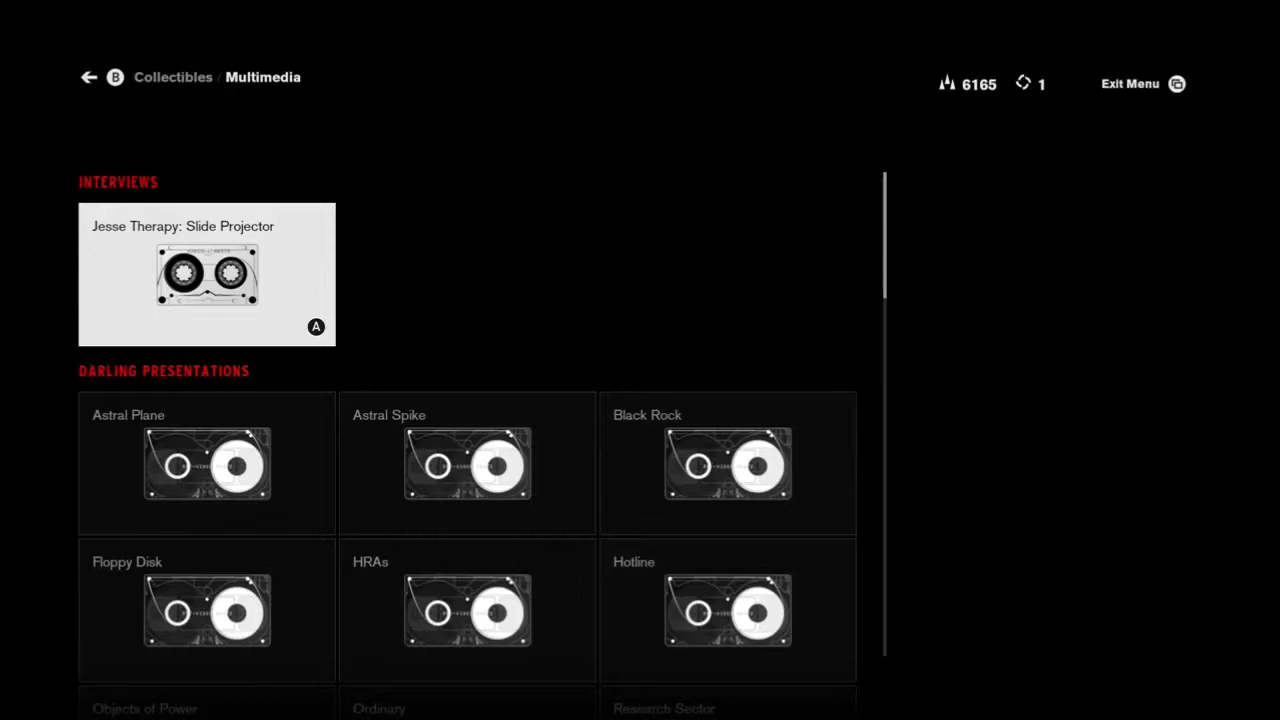 B Collectibles / Multimedia
6165 1 Exit Menu
INTERVIEWS
Jesse Therapy: Slide Projector
A
DARLING PRESENTATIONS
Astral Plane Astral Spike Black Rock
Floppy Disk HRAs Hotline
Objects of Power Ordinary Research Sector